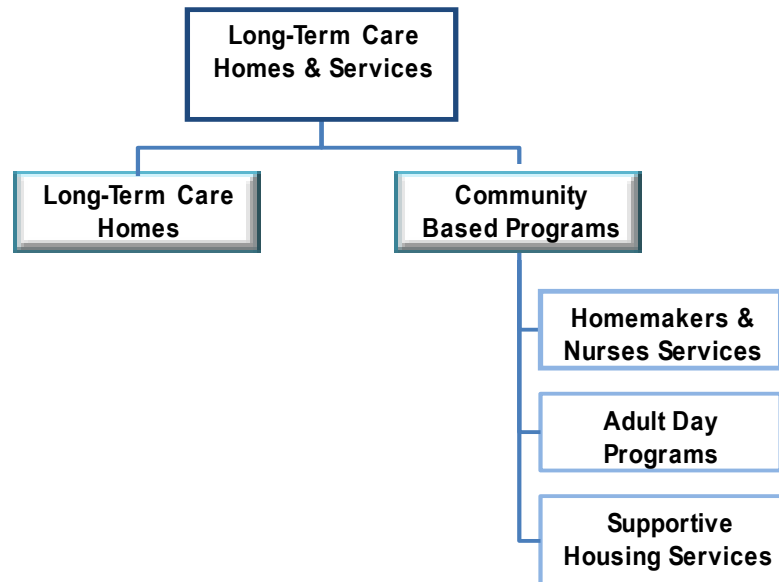 Long-Term Care
Homes & Services
Long-Term Care
Homes
Community
Based Programs
Homemakers &
Nurses Services
Adult Day
Programs
Supportive
Housing Services